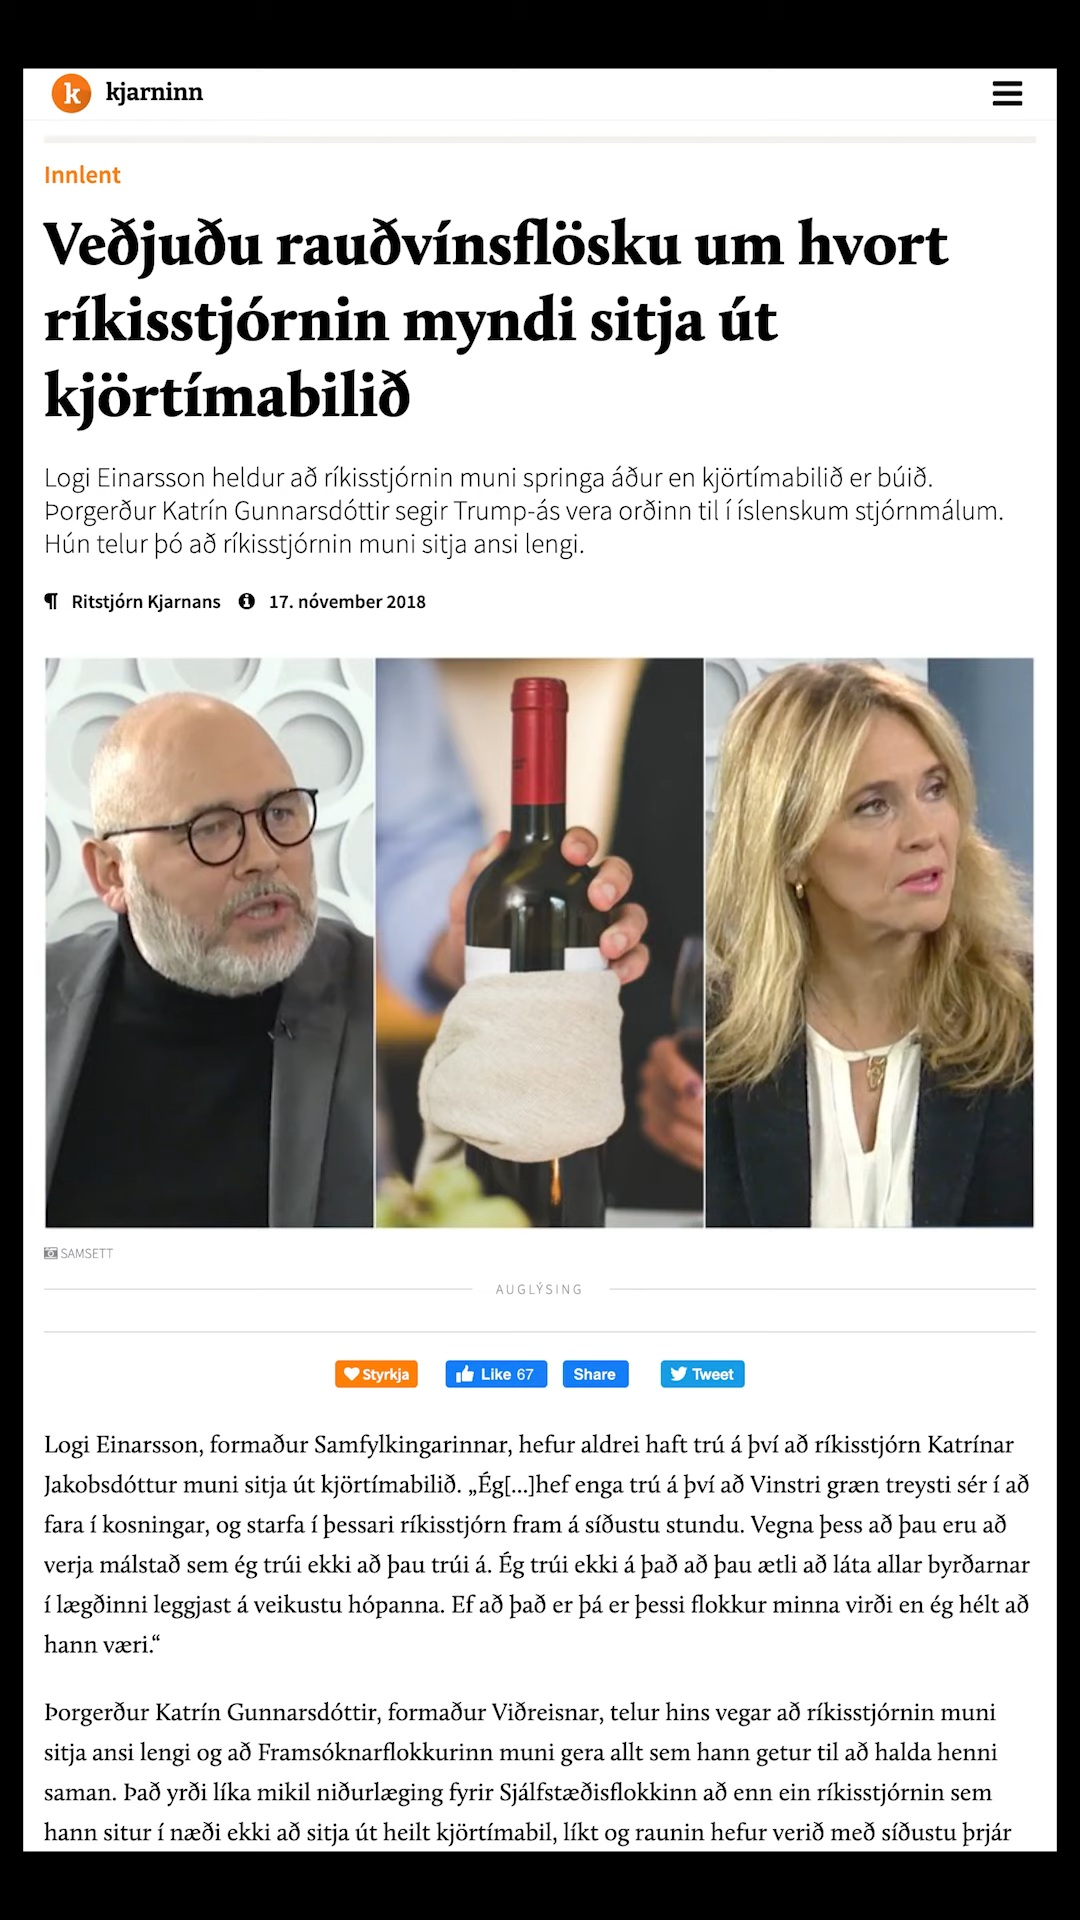 k kjarninn
Innlent
Veðjuðu rauðvínsflösku um hvort
ríkisstjórnin myndi sitja út
kjörtímabilið
Logi Einarsson heldur að ríkisstjórnin muni springa áður en kjörtímabilið er búið.
Þorgerður Katrín Gunnarsdóttir segir Trump-ás vera orðinn til í íslenskum stjórnmálum.
Hún telur þó að ríkisstjórnin muni sitja ansi lengi.
¶ Ritstjórn Kjarnans 17. nóvember 2018
SAMSETT
AUGLÝSING
Styrkja Like 67 Share Tweet
Logi Einarsson, formaður Samfylkingarinnar, hefur aldrei haft trú á því að ríkisstjórn Katrínar
Jakobsdóttur muni sitja út kjörtímabilið. „Ég[...]hef enga trú á því að Vinstri græn treysti sér í að
fara í kosningar, og starfa í þessari ríkisstjórn fram á síðustu stundu. Vegna þess að þau eru að
verja málstað sem ég trúi ekki að þau trúi á. Ég trúi ekki á það að þau ætli að láta allar byrðarnar
í lægðinni leggjast á veikustu hópanna. Ef að það er þá er þessi flokkur minna virði en ég hélt að
hann væri.“
Þorgerður Katrín Gunnarsdóttir, formaður Viðreisnar, telur hins vegar að ríkisstjórnin muni
sitja ansi lengi og að Framsóknarflokkurinn muni gera allt sem hann getur til að halda henni
saman. Það yrði líka mikil niðurlæging fyrir Sjálfstæðisflokkinn að enn ein ríkisstjórnin sem
hann situr í næði ekki að sitja út heilt kjörtímabil, líkt og raunin hefur verið með síðustu þrjár